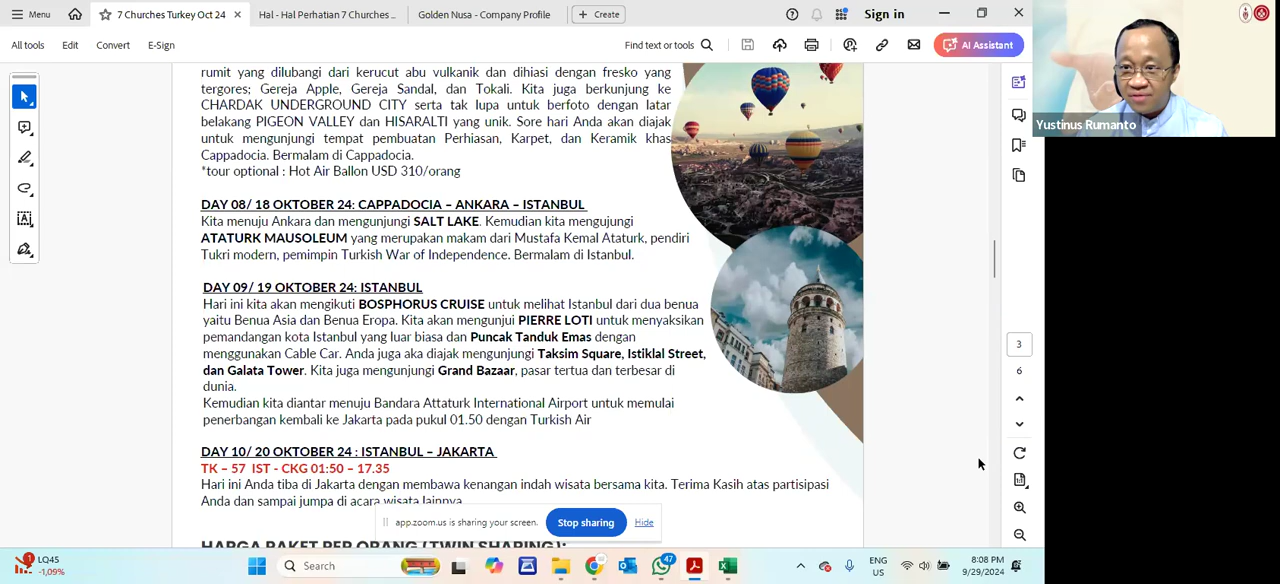 Menu
7 Churches Turkey Oct 24
Hal - Hal Perhatian 7 Churches ...
Golden Nusa - Company Profile
Create
Sign in
All tools
Edit
Convert
E-Sign
Find text or tools
AI Assistant
Yustinus Rumanto
rumit yang dilubangi dari kerucut abu vulkanik dan dihiasi dengan fresko yang
tergores; Gereja Apple, Gereja Sandal, dan Tokali. Kita juga berkunjung ke
CHARDAK UNDERGROUND CITY serta tak lupa untuk berfoto dengan latar
belakang PIGEON VALLEY dan HISARALTI yang unik. Sore hari Anda akan diajak
untuk mengunjungi tempat pembuatan Perhiasan, Karpet, dan Keramik khas
Cappadocia. Bermalam di Cappadocia.
*tour optional : Hot Air Ballon USD 310/orang
DAY 08/ 18 OKTOBER 24: CAPPADOCIA – ANKARA – ISTANBUL
Kita menuju Ankara dan mengunjungi SALT LAKE. Kemudian kita mengujungi
ATATURK MAUSOLEUM yang merupakan makam dari Mustafa Kemal Ataturk, pendiri
Tukri modern, pemimpin Turkish War of Independence. Bermalam di Istanbul.
DAY 09/ 19 OKTOBER 24: ISTANBUL
Hari ini kita akan mengikuti BOSPHORUS CRUISE untuk melihat Istanbul dari dua benua
yaitu Benua Asia dan Benua Eropa. Kita akan mengunjui PIERRE LOTI untuk menyaksikan
pemandangan kota Istanbul yang luar biasa dan Puncak Tanduk Emas dengan
menggunakan Cable Car. Anda juga aka diajak mengunjungi Taksim Square, Istiklal Street,
dan Galata Tower. Kita juga mengunjungi Grand Bazaar, pasar tertua dan terbesar di
dunia.
Kemudian kita diantar menuju Bandara Attaturk International Airport untuk memulai
penerbangan kembali ke Jakarta pada pukul 01.50 dengan Turkish Air
DAY 10/ 20 OKTOBER 24 : ISTANBUL – JAKARTA
TK – 57 IST - CKG 01:50 – 17.35
Hari ini Anda tiba di Jakarta dengan membawa kenangan indah wisata bersama kita. Terima Kasih atas partisipasi
Anda dan sampai jumpa di acara wisata lainnya
HARGA PAKET PER ORANG (TWIN SHARING):
3
6
app.zoom.us is sharing your screen.
Stop sharing
Hide
1
LQ45
-1,09%
Search
47
ENG
US
8:08 PM
9/29/2024